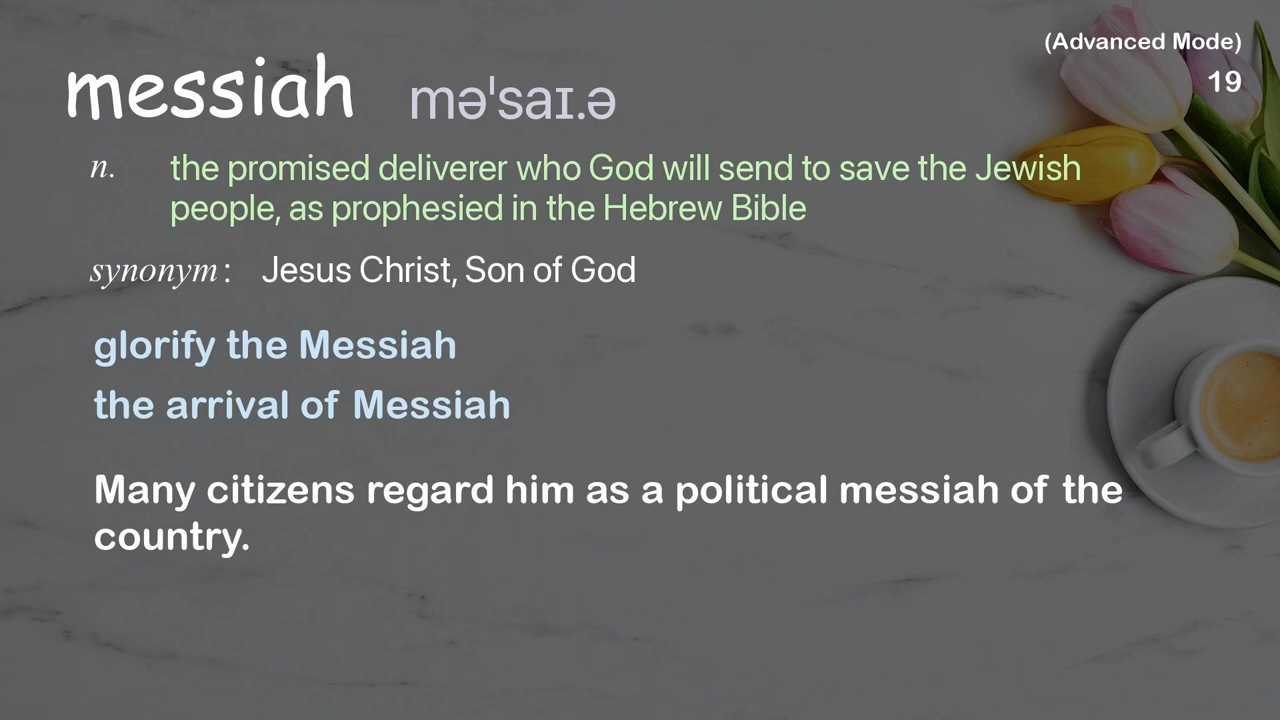 (Advanced Mode)
19
messiah məˈsaɪ.ə
n. the promised deliverer who God will send to save the Jewish
people, as prophesied in the Hebrew Bible
synonym: Jesus Christ, Son of God
glorify the Messiah
the arrival of Messiah
Many citizens regard him as a political messiah of the
country.